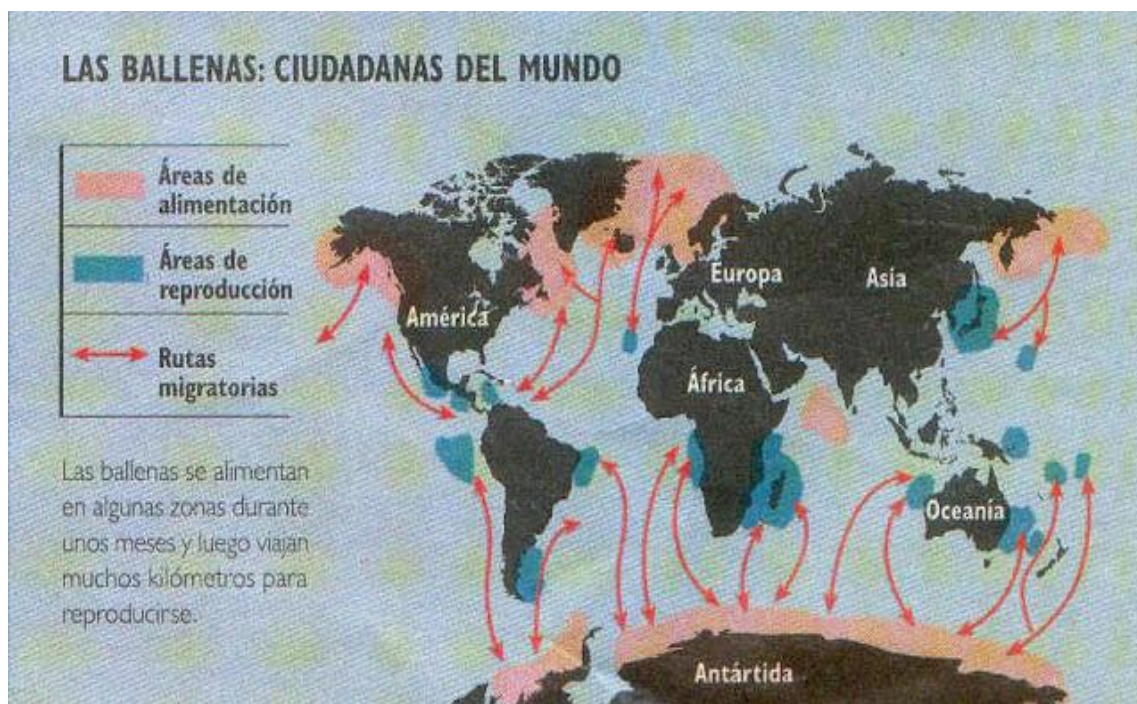 LAS BALLENAS: CIUDADANAS DEL MUNDO
Áreas de
alimentación
Áreas de
reproducción
Rutas
migratorias
Las ballenas se alimentan
en algunas zonas durante
unos meses y luego viajan
muchos kilómetros para
reproducirse.
América
Europa
Asia
África
Oceanía
Antártida